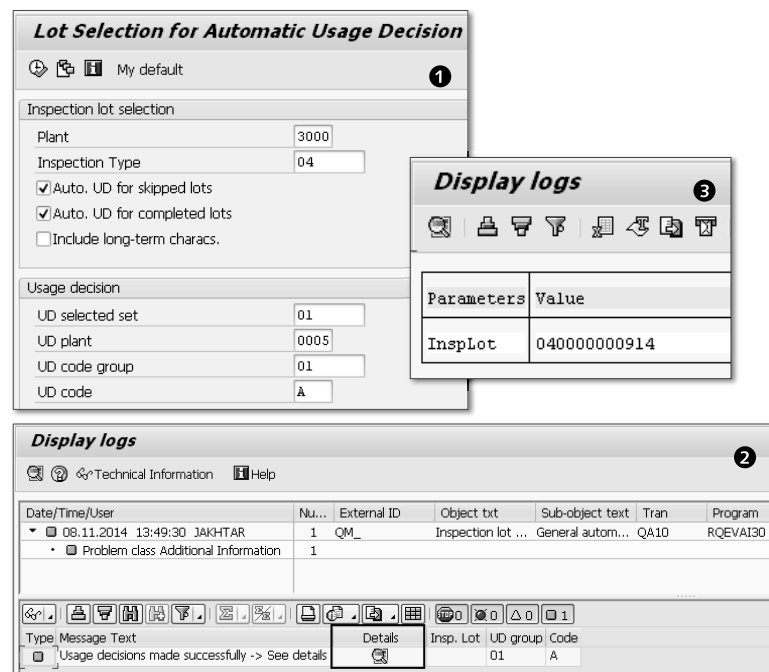 Lot Selection for Automatic Usage Decision
My default
1
Inspection lot selection
Plant 3000
Inspection Type 04
Auto. UD for skipped lots
Auto. UD for completed lots
Include long-term characs.
Usage decision
UD selected set 01
UD plant 0005
UD code group 01
UD code A
Display logs
3
Parameters Value
InspLot 040000000914
Display logs
2
Technical Information Help
Date/Time/User Nu... External ID Object txt Sub-object text Tran Program
08.11.2014 13:49:30 JAKHTAR 1 QM_ Inspection lot ... General autom... QA10 RQEVAI30
Problem class Additional Information 1
0 0 0 1
Type Message Text Details Insp. Lot UD group Code
Usage decisions made successfully -> See details 01 A